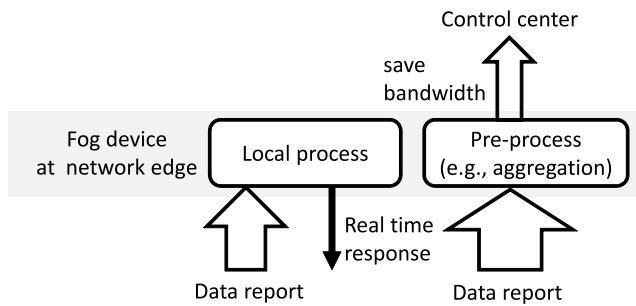 Control center
save
bandwidth
Fog device
at network edge
Local process
Pre-process
(e.g., aggregation)
Real time
response
Data report
Data report